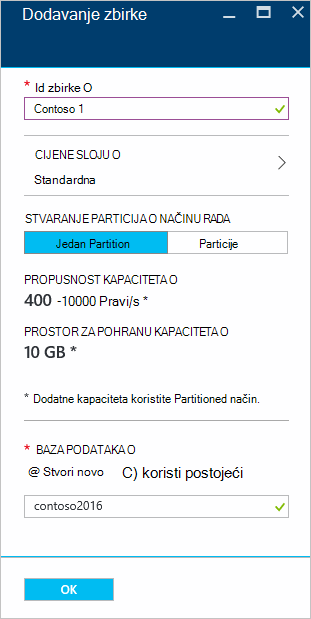 Dodavanje zbirke
* Id zbirke O
Contoso 1
CIJENE SLOJU O
Standardna
STVARANJE PARTICIJA O NAČINU RADA
Jedan Partition Particije
PROPUSNOST KAPACITETA O
400 -10000 Pravi/s *
PROSTOR ZA POHRANU KAPACITETA O
10 GB *
* Dodatne kapaciteta koristite Partitioned način.
* BAZA PODATAKA O
@ Stvori novo C) koristi postojeći
contoso2016
OK